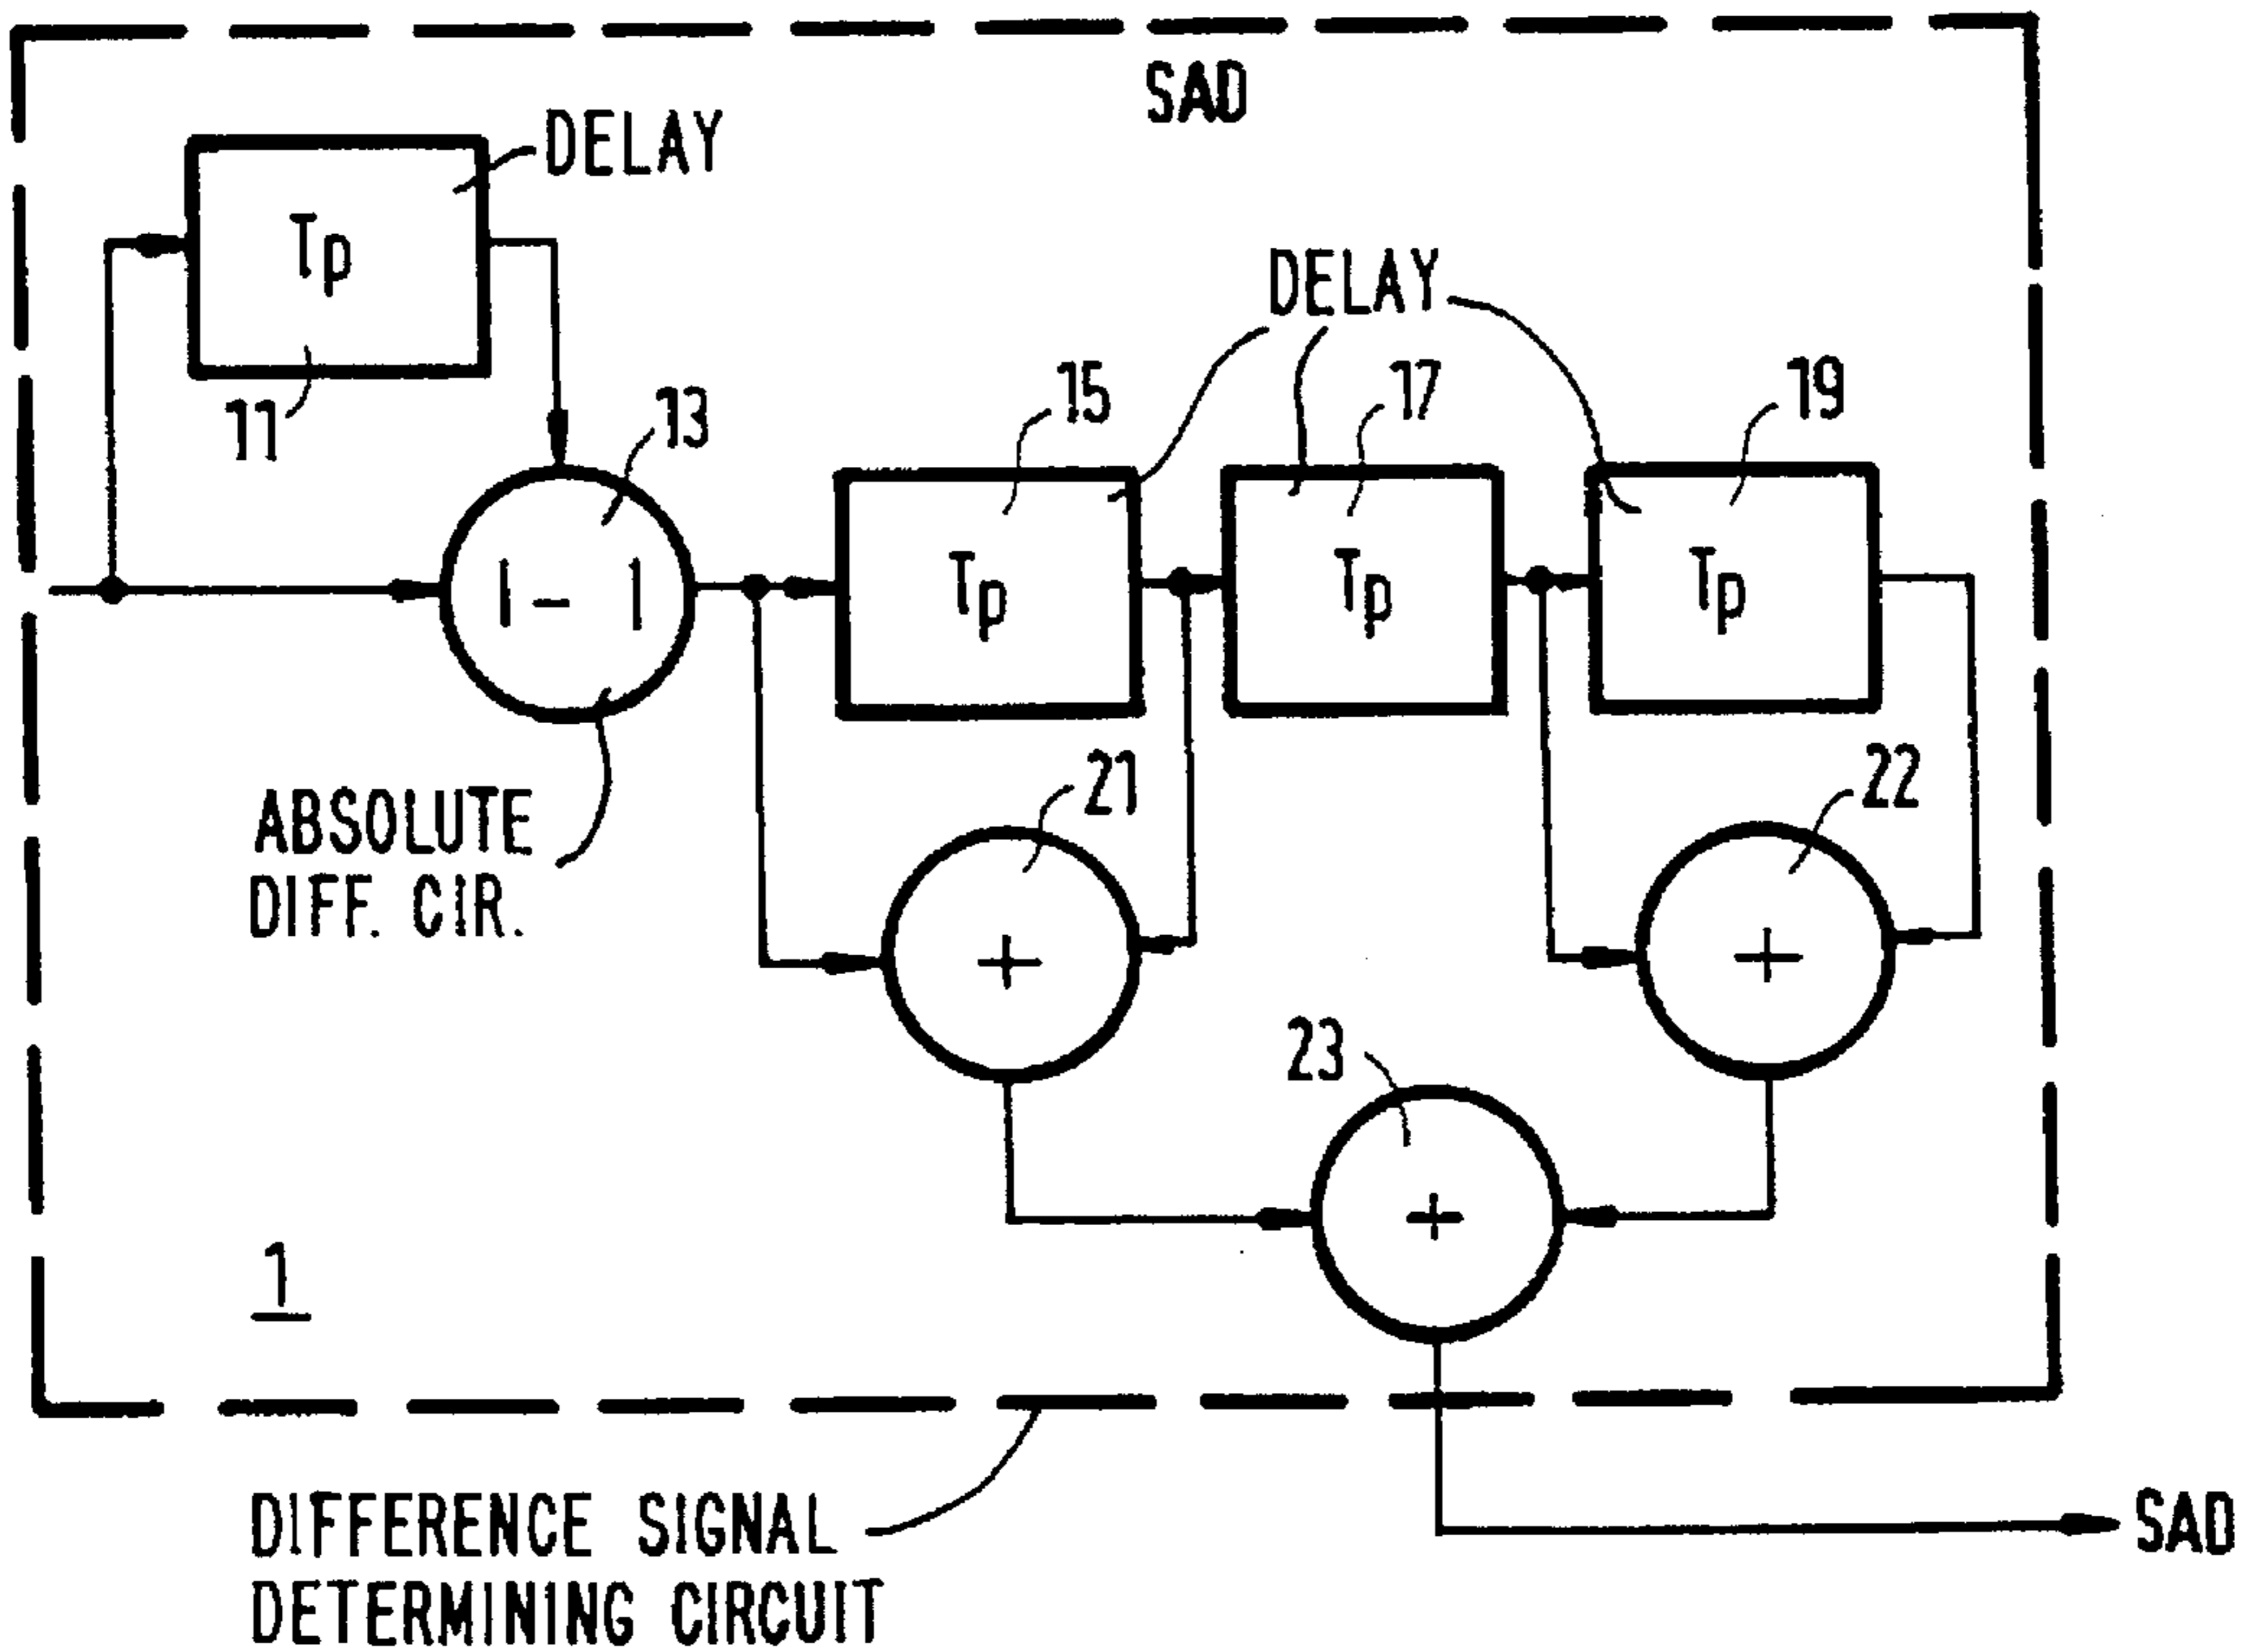 SAD
DELAY
Tp
11
DELAY
13
15
17
19
| - |
Tp
Tp
Tp
ABSOLUTE
DIFF. CIR.
21
22
+
+
23
+
1
DIFFERENCE SIGNAL
DETERMINING CIRCUIT
SAD